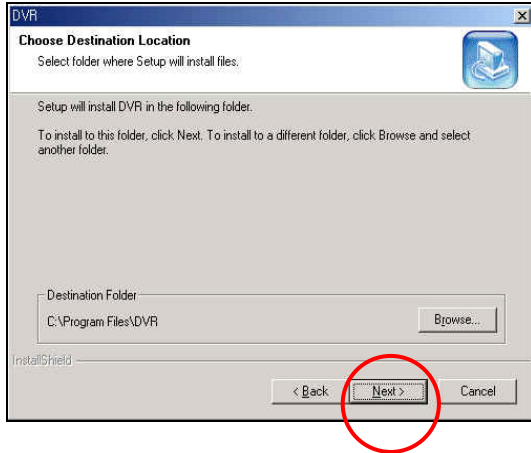 DVR
Choose Destination Location
Select folder where Setup will install files.
Setup will install DVR in the following folder.
To install to this folder, click Next. To install to a different folder, click Browse and select
another folder.
Destination Folder
C:\Program Files\DVR
Browse...
InstallShield
< Back
Next >
Cancel